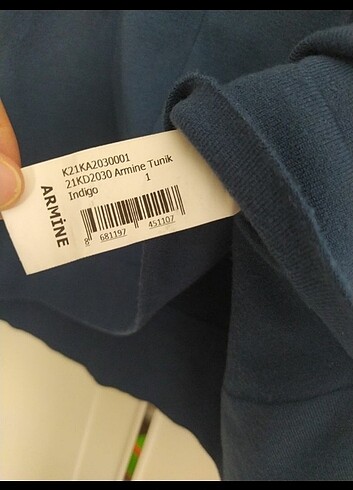 K21KA2030001
21KD2030 Armine Tunik
Indigo 1
ARMİNE
8 681197 451107